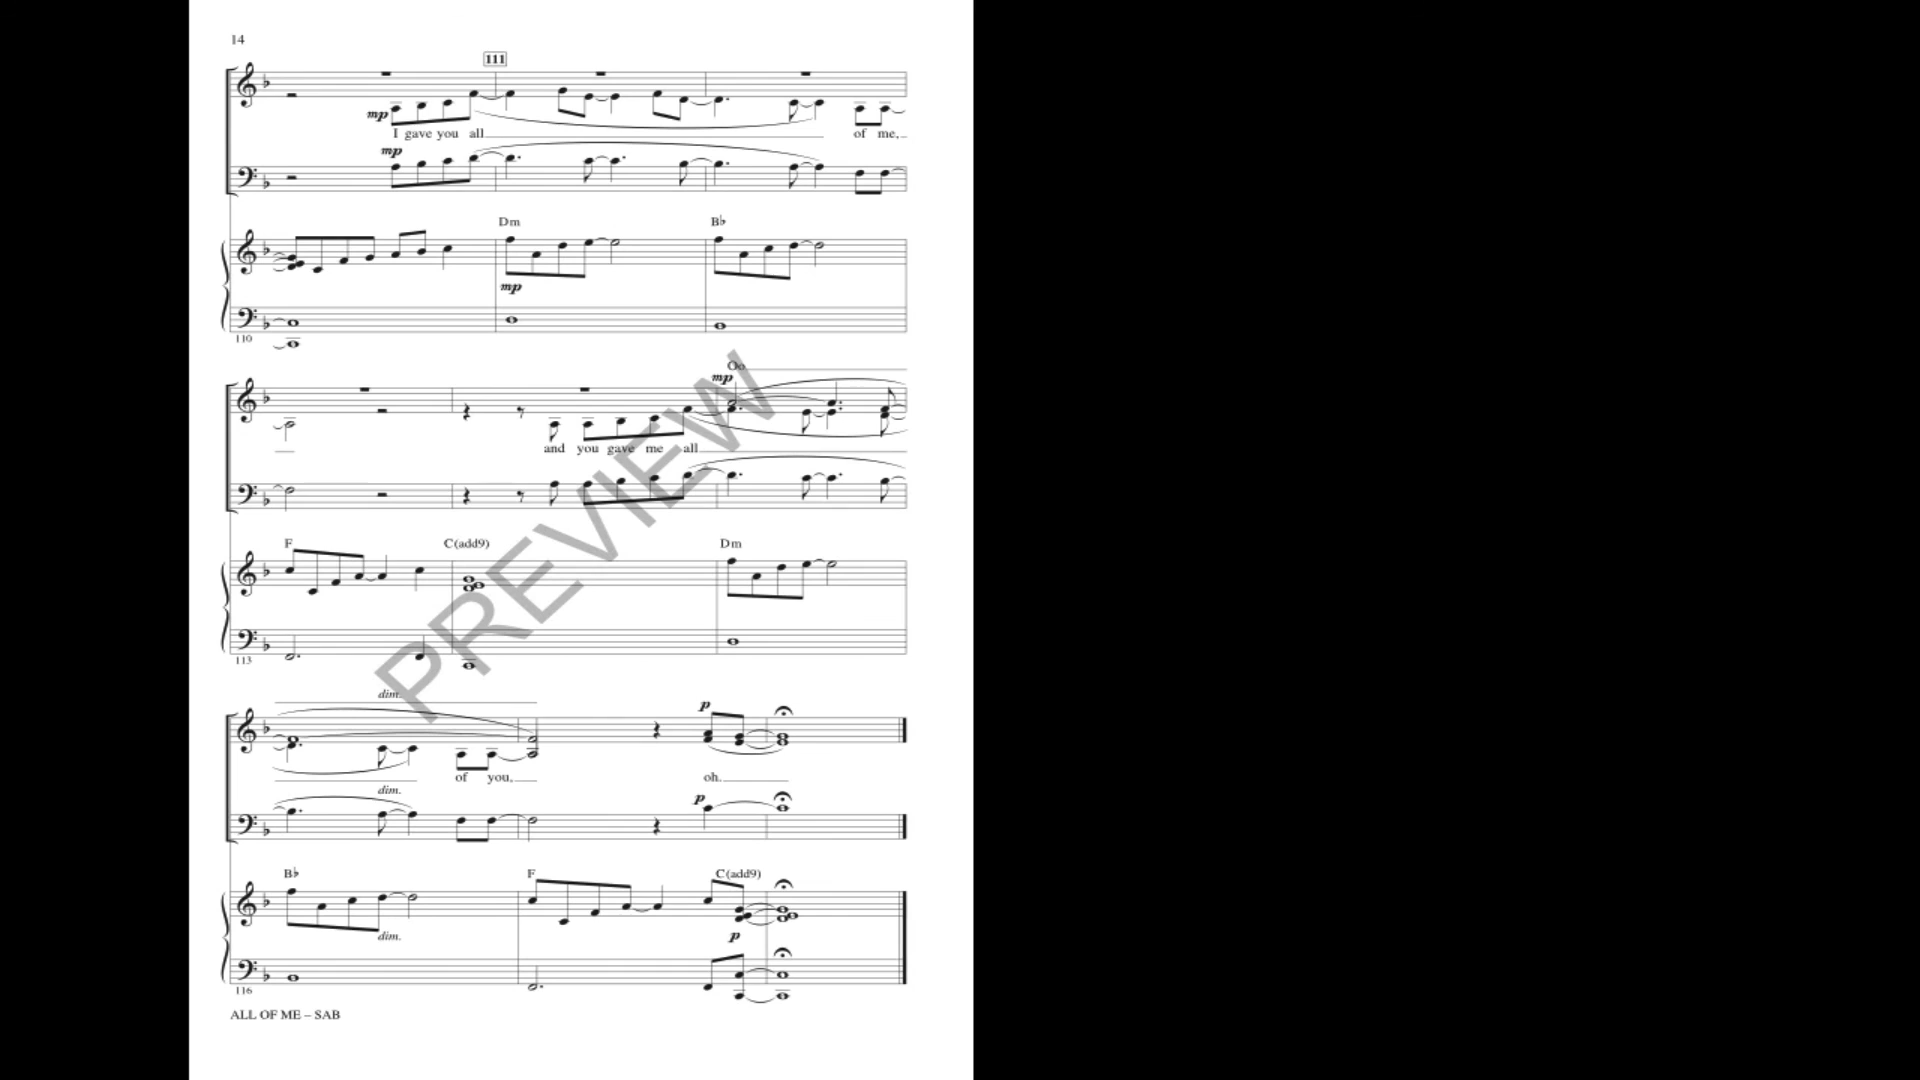 14
111
mp
I gave you all of me,
mp
Dm B♭
mp
110
Oo
mp
and you gave me all
F C(add9) Dm
113
dim.
p
of you, oh.
dim.
p
B♭ F C(add9)
dim.
p
116
ALL OF ME – SAB
PREVIEW